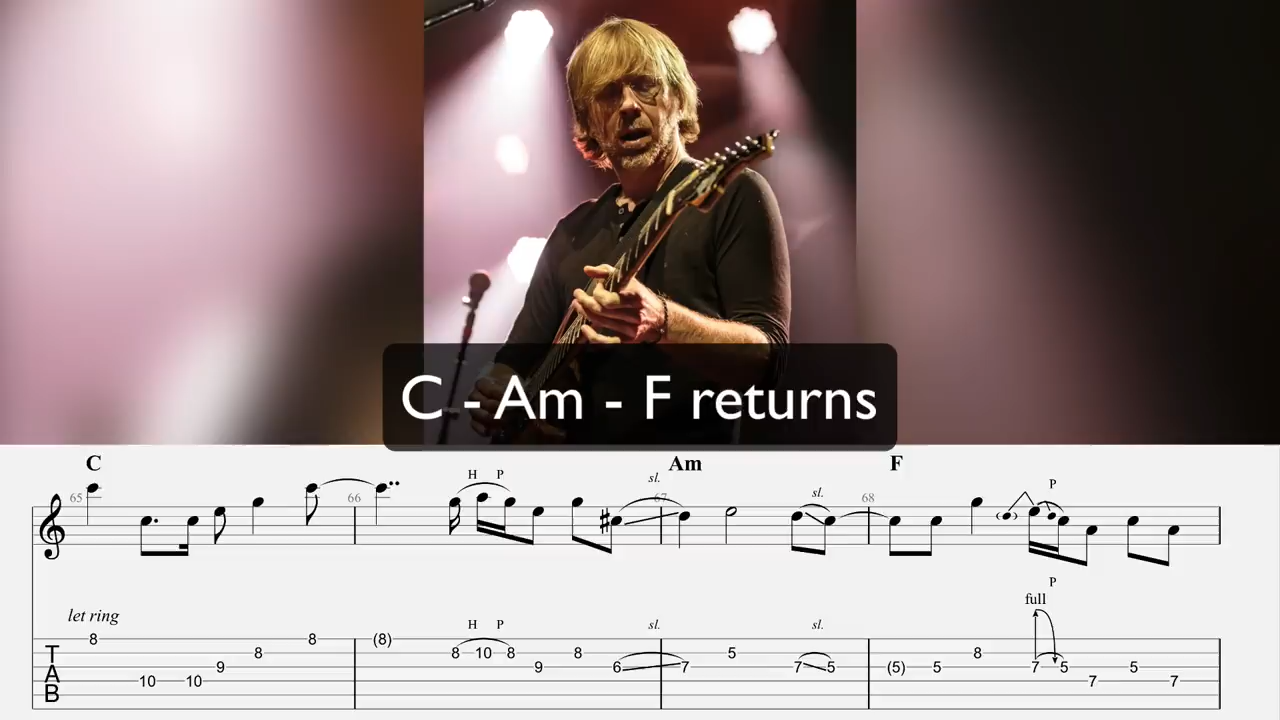 C - Am - F returns
C Am F
H P sl. sl. P
65 66 67 68
let ring
P
full
H P sl. sl.
8 8 (8) 
8 8 10 8 8 5
9 9 6 7 7 5 (5) 5 8 7 5 5
10 10 7 7
T
A
B